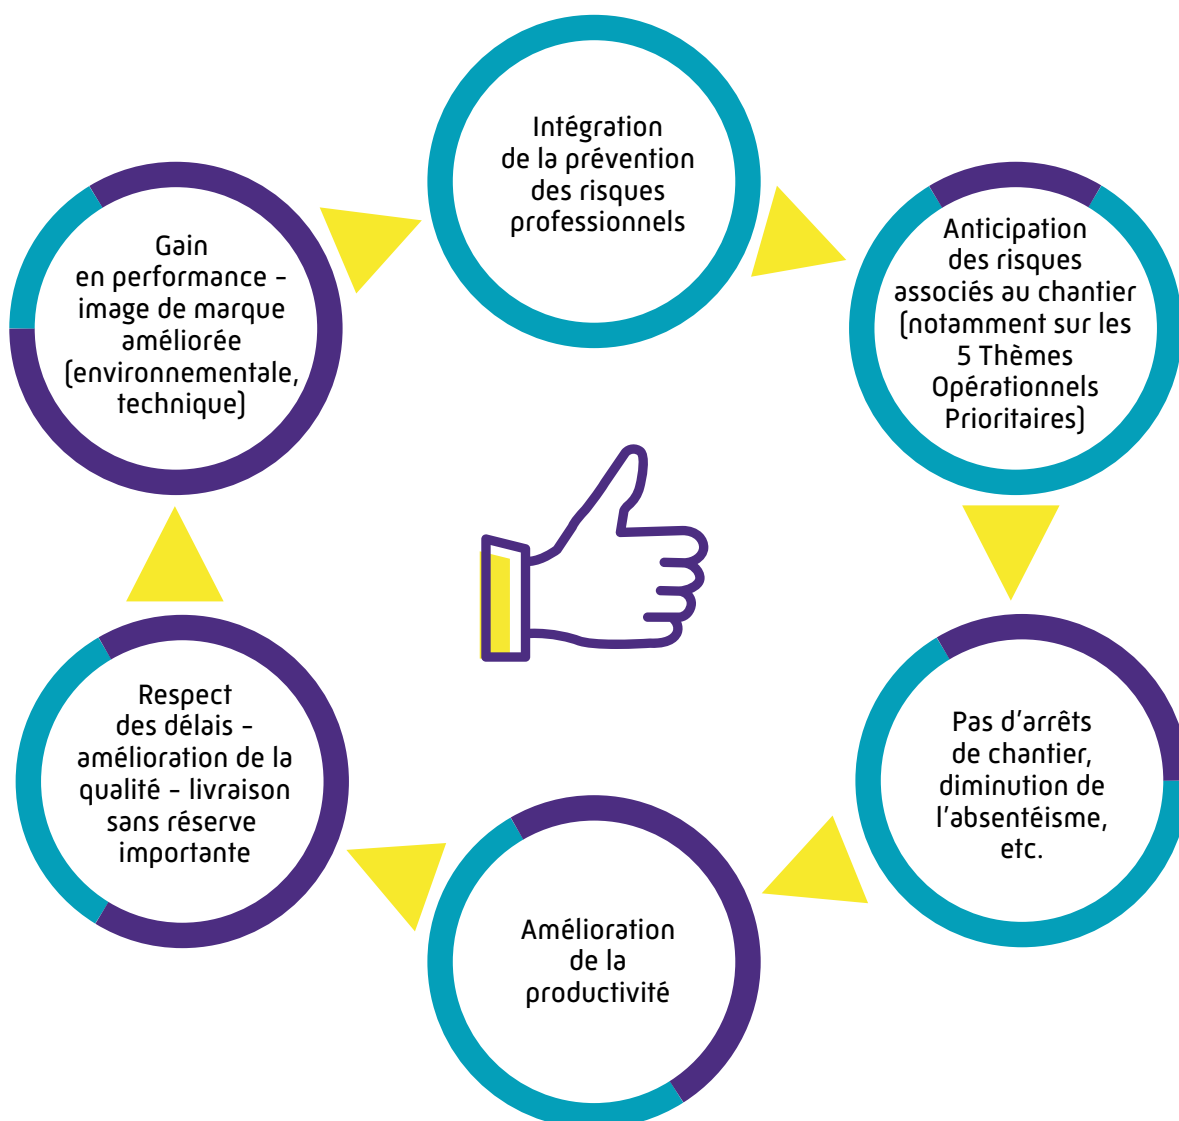 Intégration
de la prévention
des risques
professionnels
Anticipation
des risques
associés au chantier
(notamment sur les
5 Thèmes
Opérationnels
Prioritaires)
Pas d'arrêts
de chantier,
diminution de
l'absentéisme,
etc.
Amélioration
de la
productivité
Respect
des délais –
amélioration de la
qualité – livraison
sans réserve
importante
Gain
en performance –
image de marque
améliorée
(environnementale,
technique)